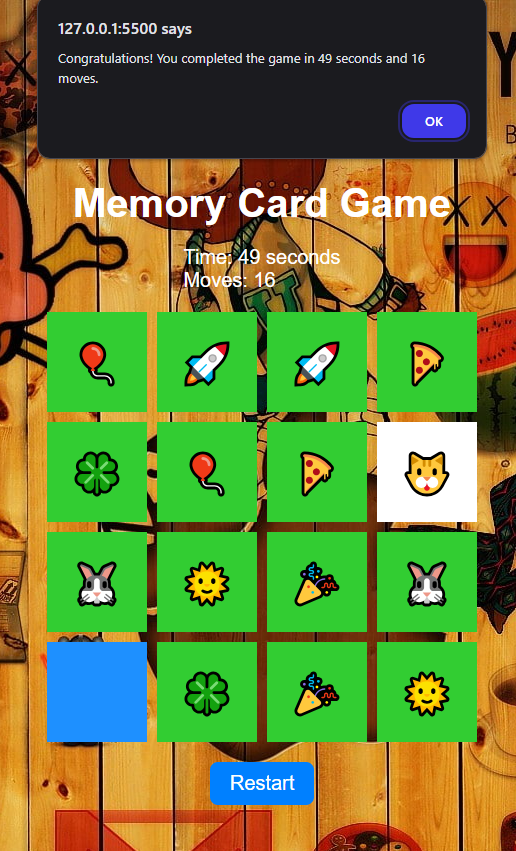 127.0.0.1:5500 says
Congratulations! You completed the game in 49 seconds and 16
moves.
OK
Memory Card Game
Time: 49 seconds
Moves: 16
Restart